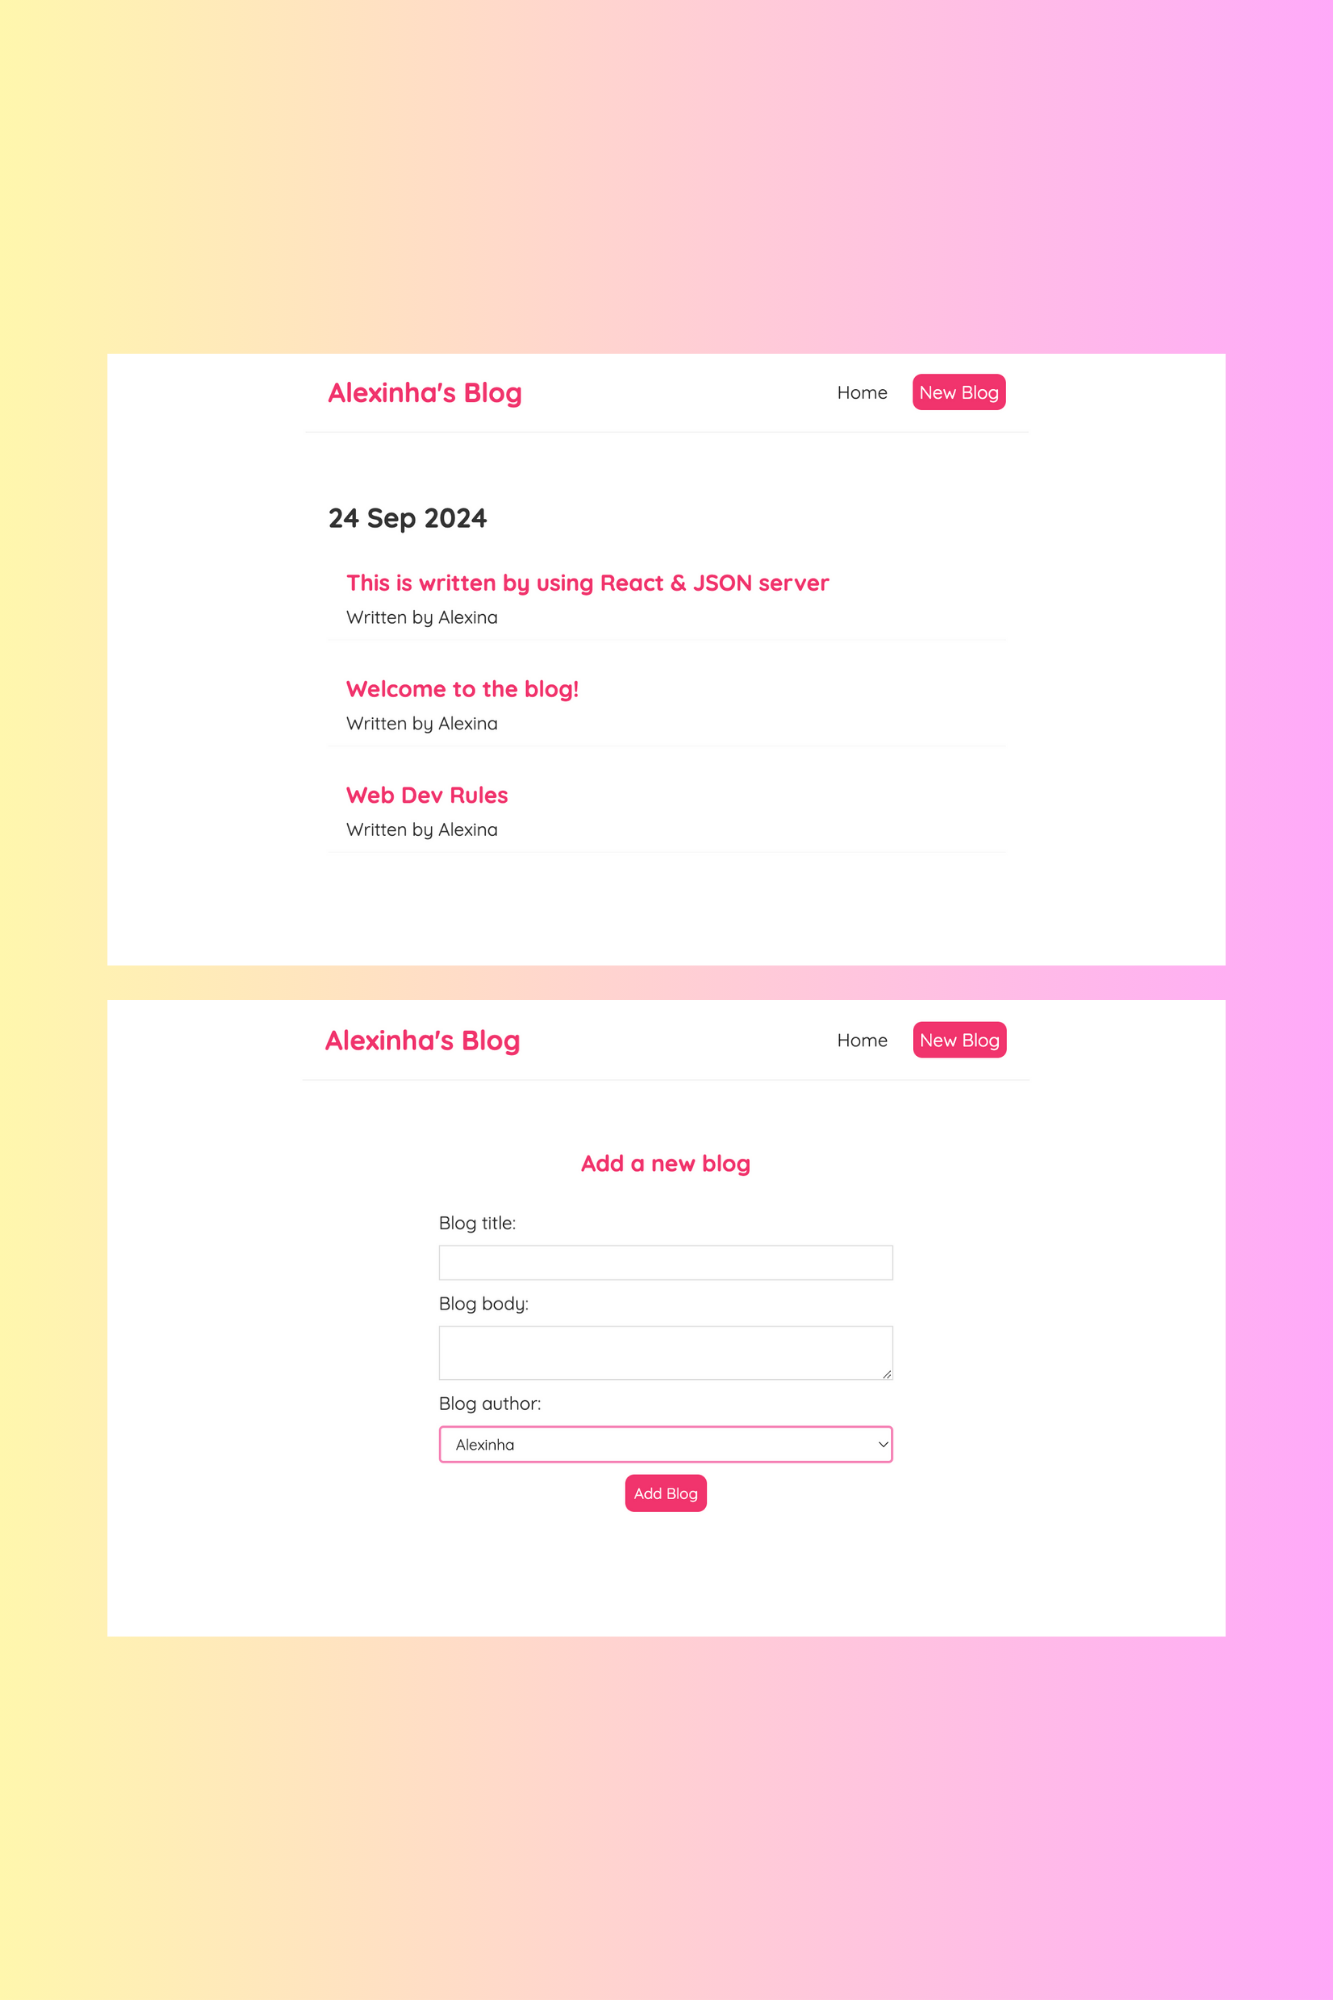 Alexinha's Blog
Home New Blog
24 Sep 2024
This is written by using React & JSON server
Written by Alexina
Welcome to the blog!
Written by Alexina
Web Dev Rules
Written by Alexina
Alexinha's Blog
Home New Blog
Add a new blog
Blog title:
Blog body:
Blog author:
Alexinha
Add Blog